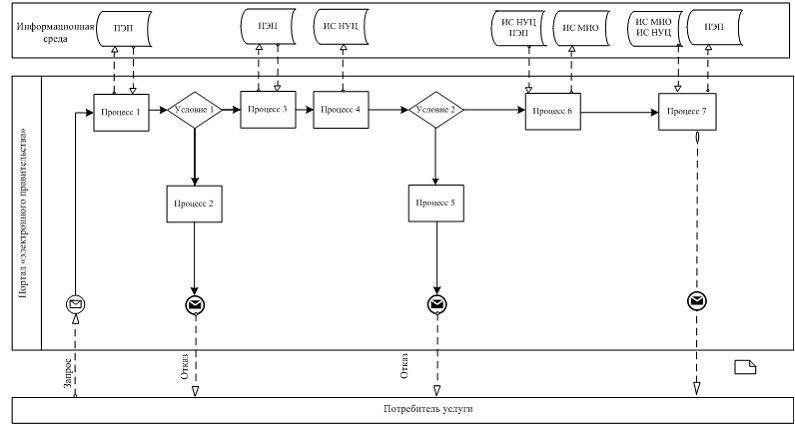 Информационная
среда
ПЭП
ПЭП
ИС НУЦ
ИС НУЦ
ПЭП
ИС МИО
ИС МИО
ИС НУЦ
ПЭП
Портал «электронного правительства»
Процесс 1
Условие 1
Процесс 3
Процесс 4
Условие 2
Процесс 6
Процесс 7
Процесс 2
Процесс 5
Запрос
Отказ
Отказ
Потребитель услуги